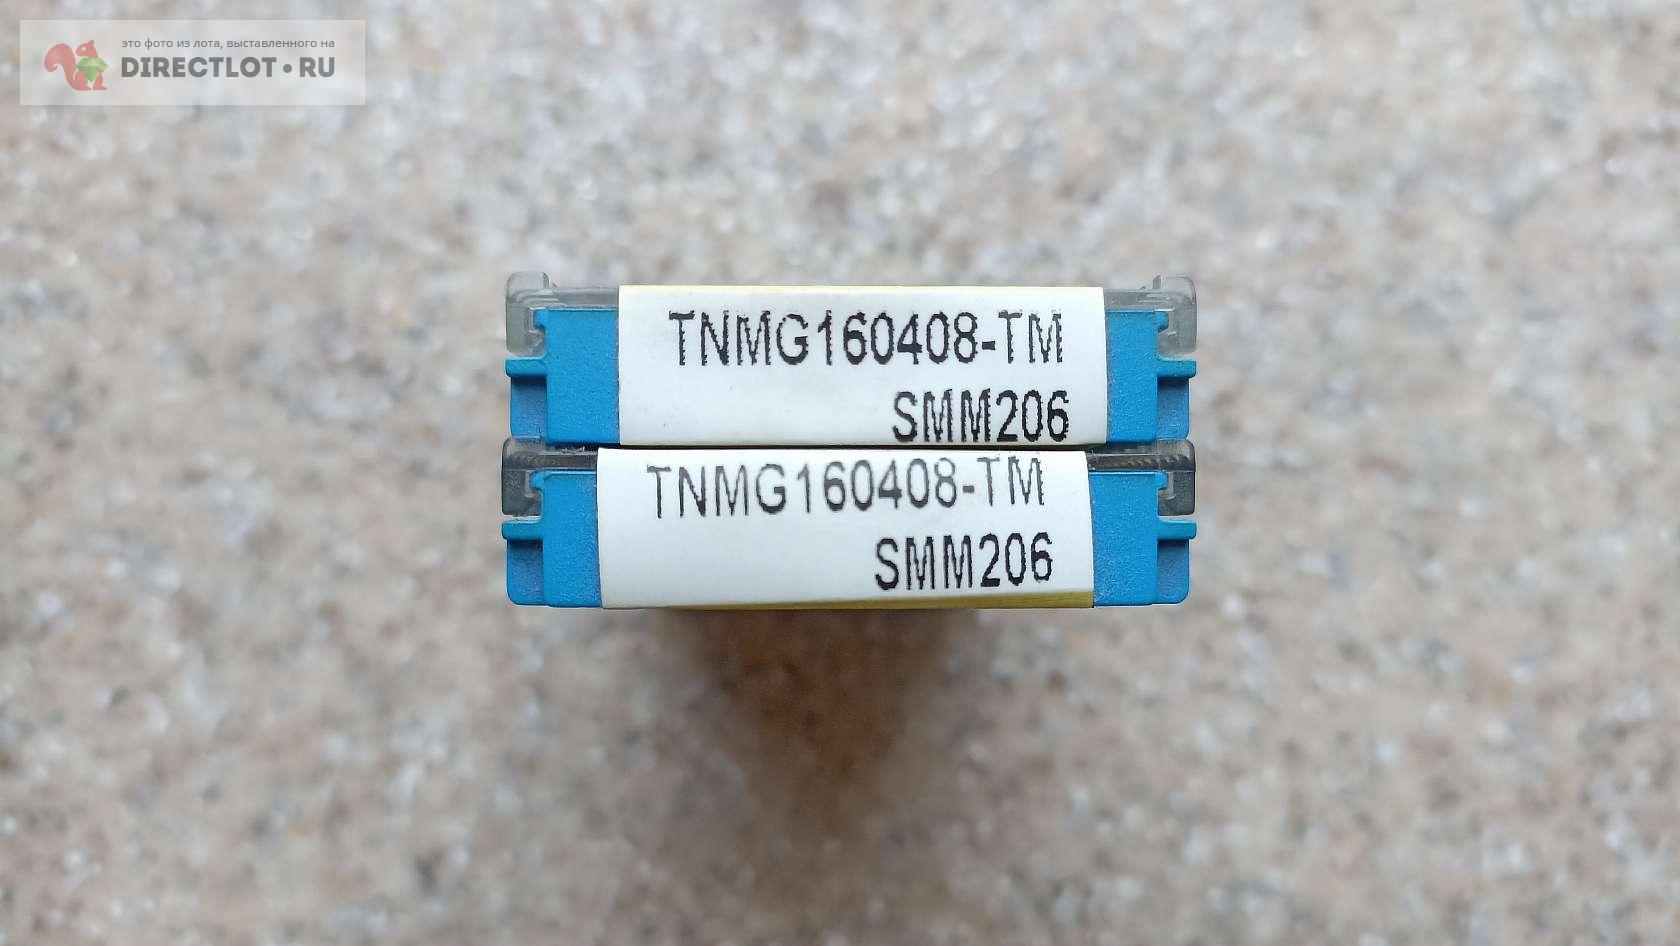 это фото из лота, выставленного на
DIRECTLOT•RU
TNMG160408-TM
SMM206
TNMG160408-TM
SMM206